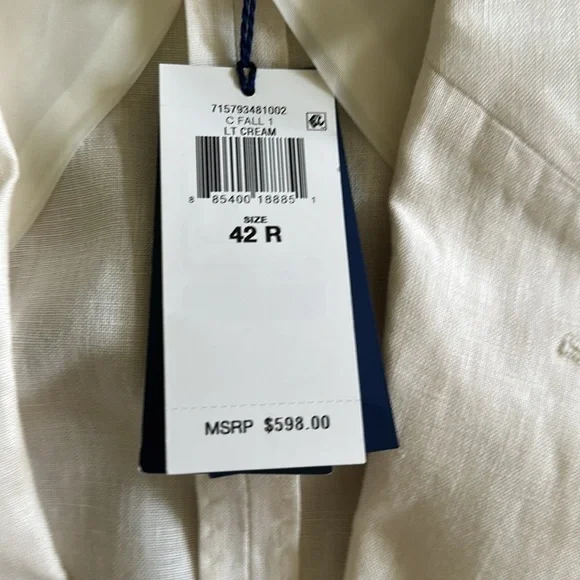 715793481002
C FALL 1
LT CREAM
8 85400 18885 1
SIZE
42 R
MSRP $598.00